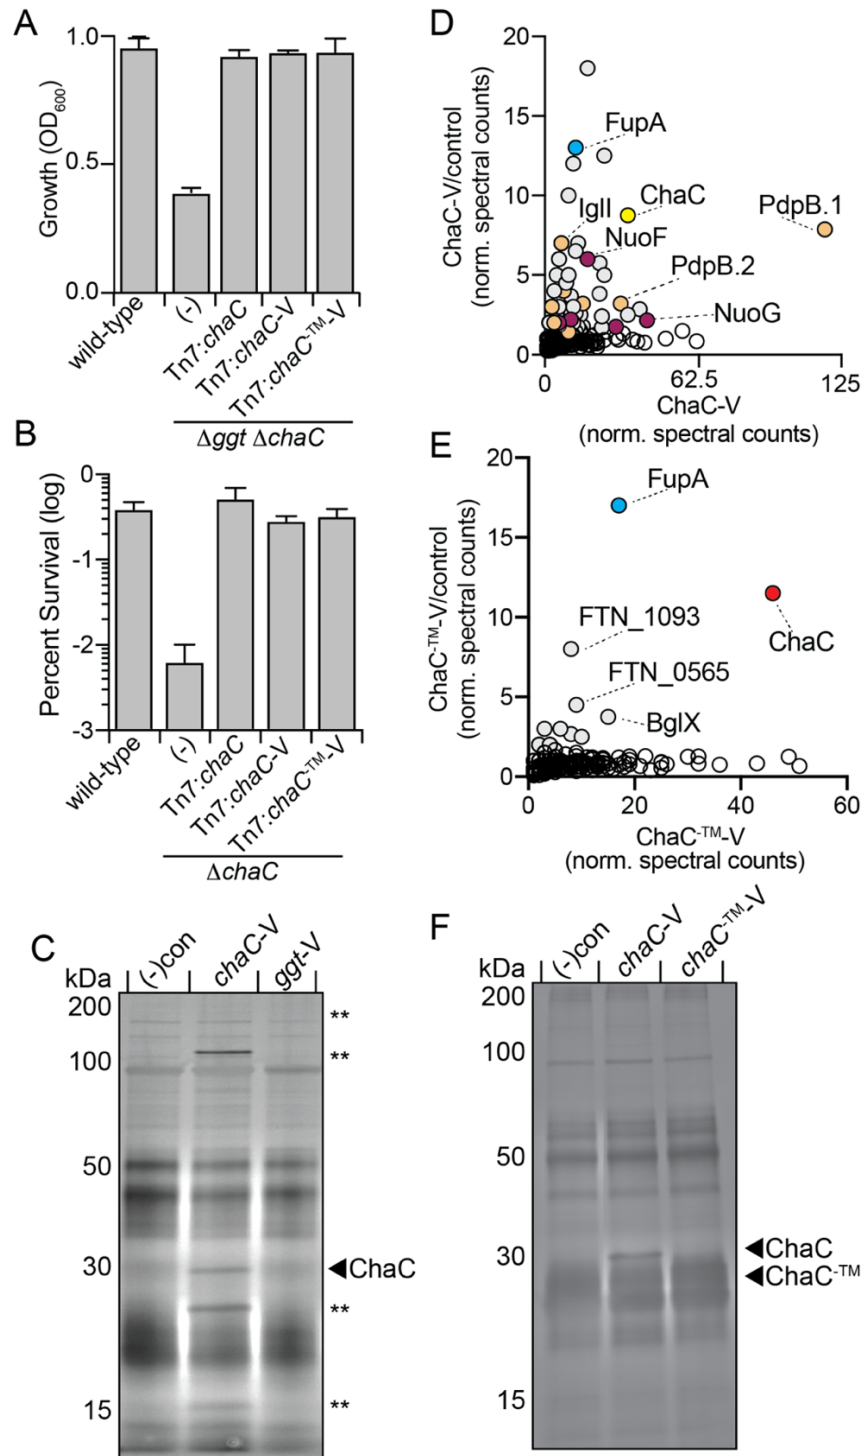 A
Growth (OD600)
1.0
0.5
0.0
wild-type
(-)
Tn7:chaC
Tn7:chaC-V
Tn7:chaC-TM-V
Δggt ΔchaC
B
Percent Survival (log)
0
-1
-2
-3
wild-type
(-)
Tn7:chaC
Tn7:chaC-V
Tn7:chaC-TM-V
ΔchaC
C
kDa
(-)con
chaC-V
ggt-V
200
100
50
30
15
**
**
ChaC
**
**
D
ChaC-V/control
(norm. spectral counts)
20
15
10
5
0
FupA
ChaC
PdpB.1
IglI
NuoF
PdpB.2
NuoG
0
62.5
125
ChaC-V
(norm. spectral counts)
E
ChaC-TM-V/control
(norm. spectral counts)
20
15
10
5
0
FupA
ChaC
FTN_1093
FTN_0565
BglX
0
20
40
60
ChaC-TM-V
(norm. spectral counts)
F
kDa
(-)con
chaC-V
chaC-TM-V
200
100
50
30
15
ChaC
ChaC-TM